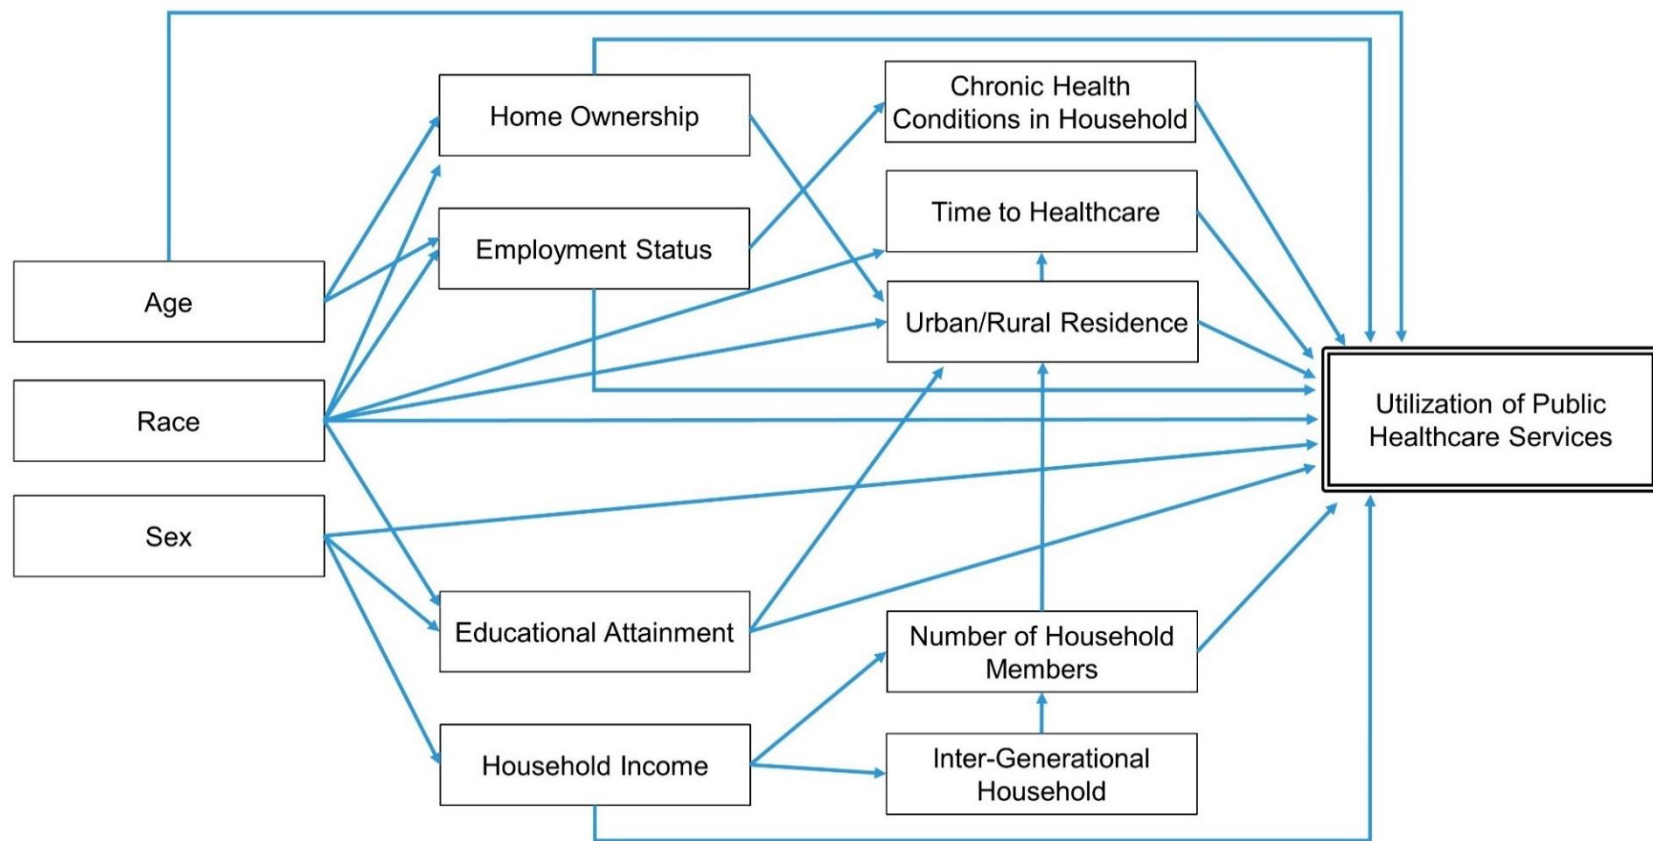 Age
Race
Sex
Home Ownership
Employment Status
Educational Attainment
Household Income
Chronic Health
Conditions in Household
Time to Healthcare
Urban/Rural Residence
Number of Household
Members
Inter-Generational
Household
Utilization of Public
Healthcare Services